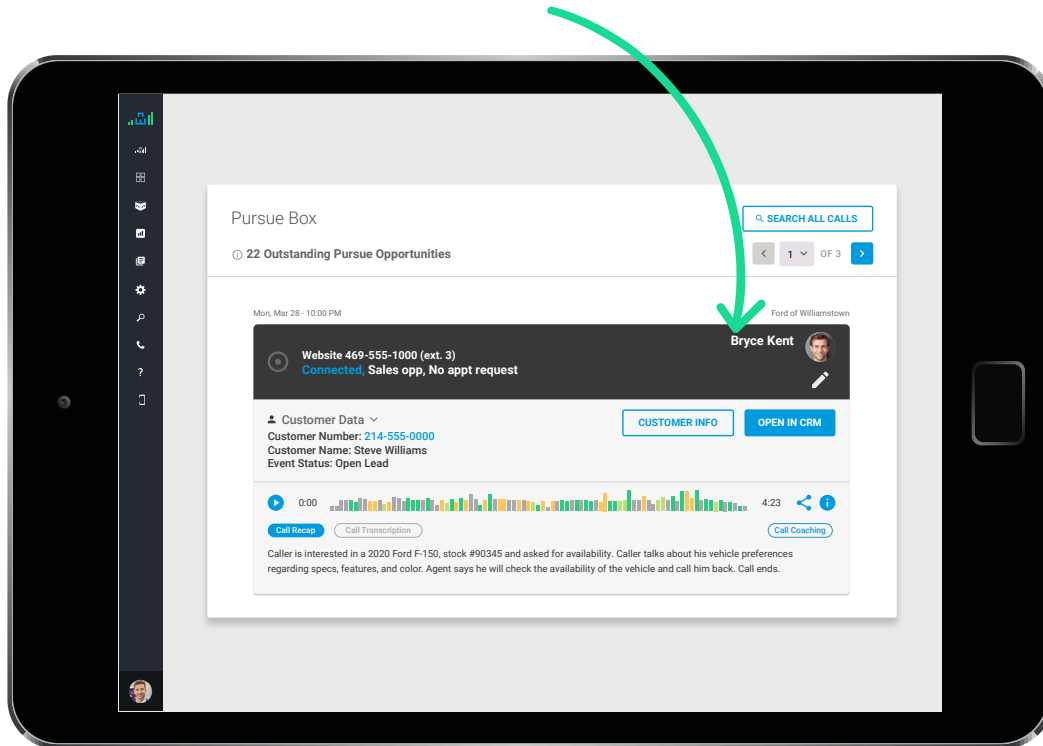 Pursue Box
SEARCH ALL CALLS
22 Outstanding Pursue Opportunities
1 OF 3
Mon, Mar 28 - 10:00 PM
Ford of Williamstown
Bryce Kent
Website 469-555-1000 (ext. 3)
Connected, Sales opp, No appt request
Customer Data
CUSTOMER INFO
OPEN IN CRM
Customer Number: 214-555-0000
Customer Name: Steve Williams
Event Status: Open Lead
0:00
4:23
Call Recap
Call Transcription
Call Coaching
Caller is interested in a 2020 Ford F-150, stock #90345 and asked for availability. Caller talks about his vehicle preferences
regarding specs, features, and color. Agent says he will check the availability of the vehicle and call him back. Call ends.